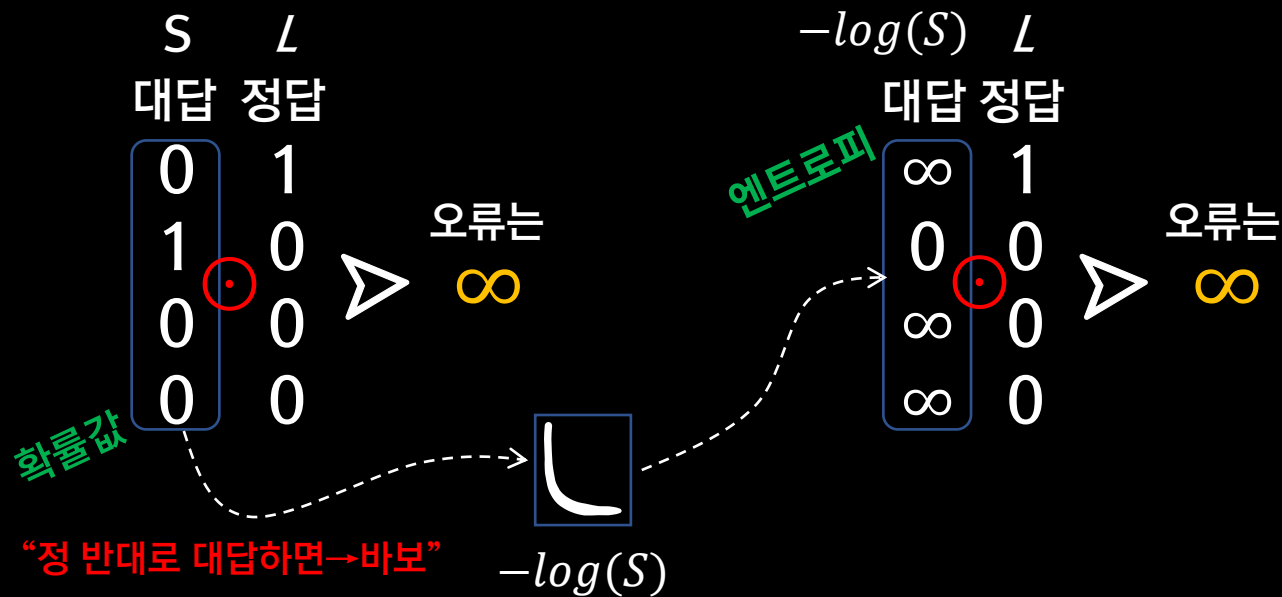 S L
대답 정답
0 1
1 0
0 0
0 0
오류는
∞
확률값
"정 반대로 대답하면→바보"
−log(S)
엔트로피
−log(S) L
대답 정답
∞ 1
0 0
∞ 0
∞ 0
오류는
∞